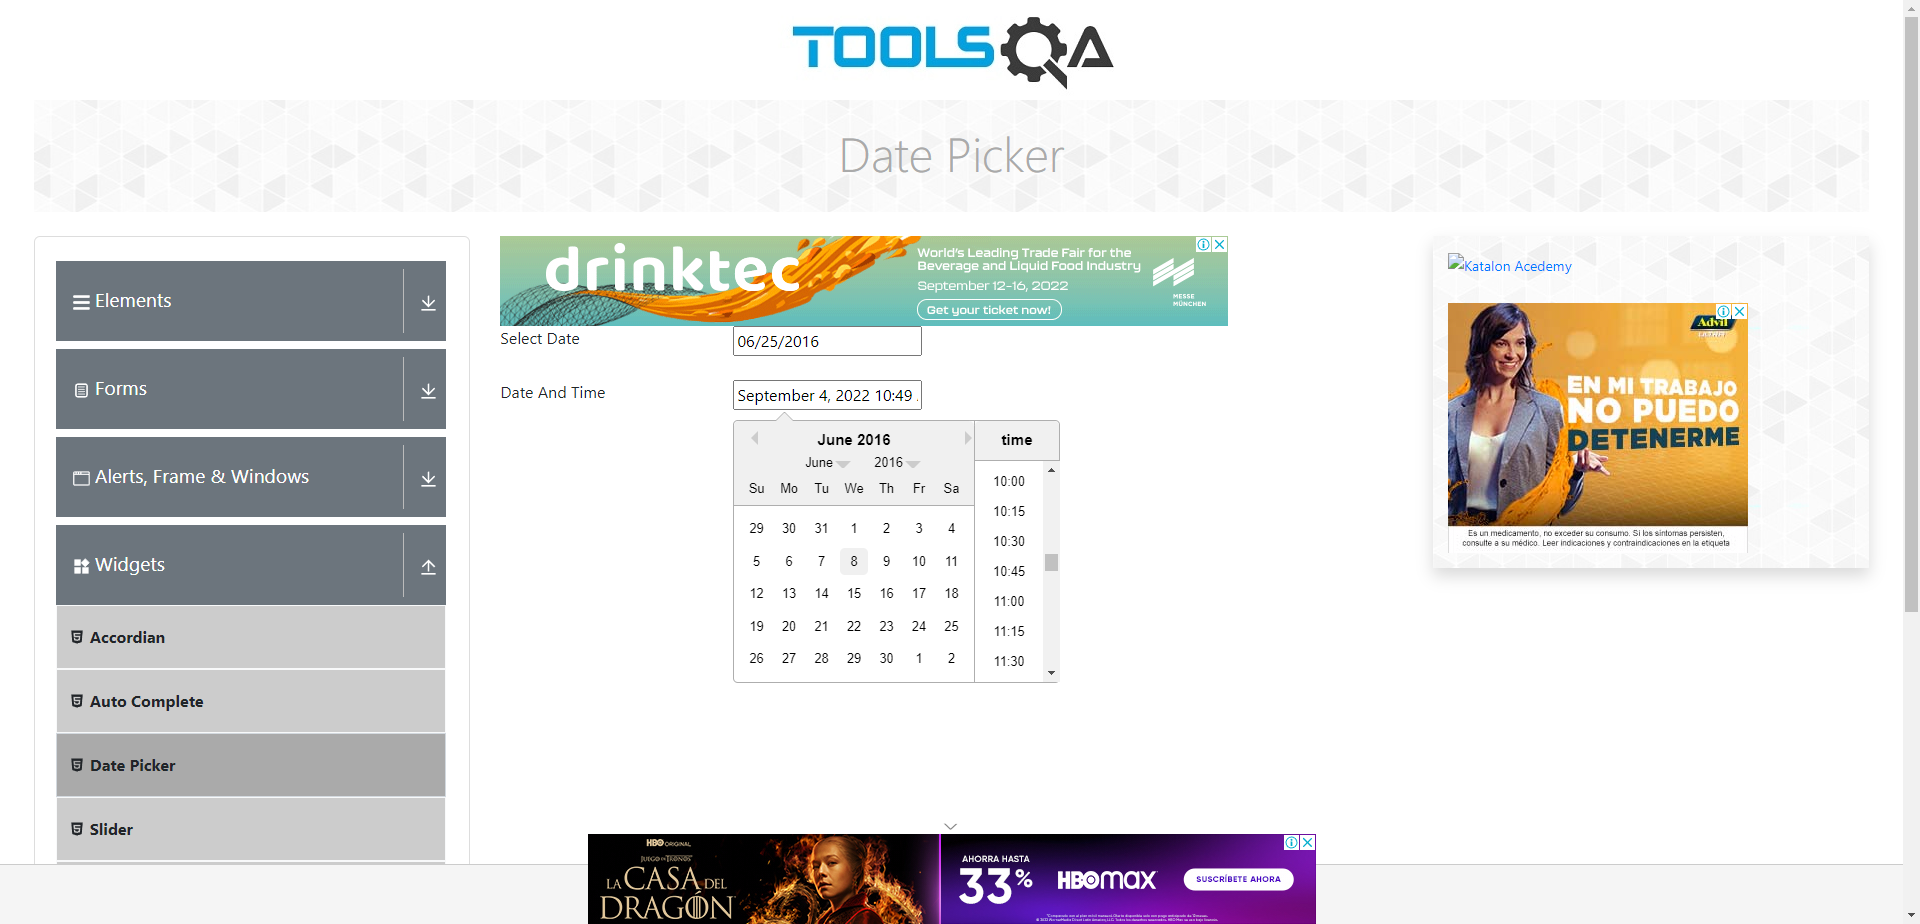 TOOLSQA
Date Picker
Elements
Forms
Alerts, Frame & Windows
Widgets
Accordian
Auto Complete
Date Picker
Slider
drinktec
World's Leading Trade Fair for the
Beverage and Liquid Food Industry
September 12-16, 2022
Get your ticket now!
MESSE
MÜNCHEN
Select Date
06/25/2016
Date And Time
September 4, 2022 10:49
June 2016
June 2016
Su Mo Tu We Th Fr Sa
29 30 31 1 2 3 4
5 6 7 8 9 10 11
12 13 14 15 16 17 18
19 20 21 22 23 24 25
26 27 28 29 30 1 2
time
10:00
10:15
10:30
10:45
11:00
11:15
11:30
Katalon Acedemy
Advil
EN MI TRABAJO
NO PUEDO
DETENERME
Es un medicamento, no exceder su consumo. Si los síntomas persisten,
consulte a su médico. Leer indicaciones y contraindicaciones en la etiqueta
HBO ORIGINAL
JUEGO DE TRONOS
LA CASA DEL
DRAGÓN
AHORRA HASTA
33%
HBOMAX
SUSCRÍBETE AHORA